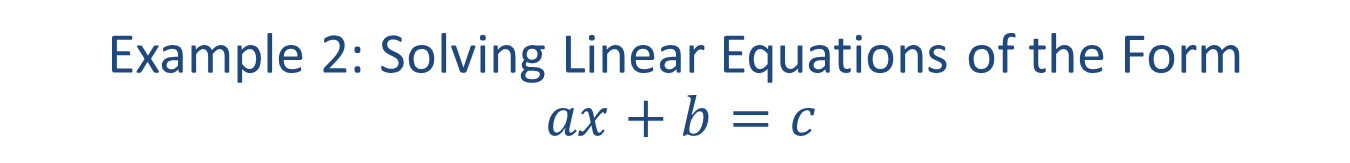 Example 2: Solving Linear Equations of the Form
ax + b = c